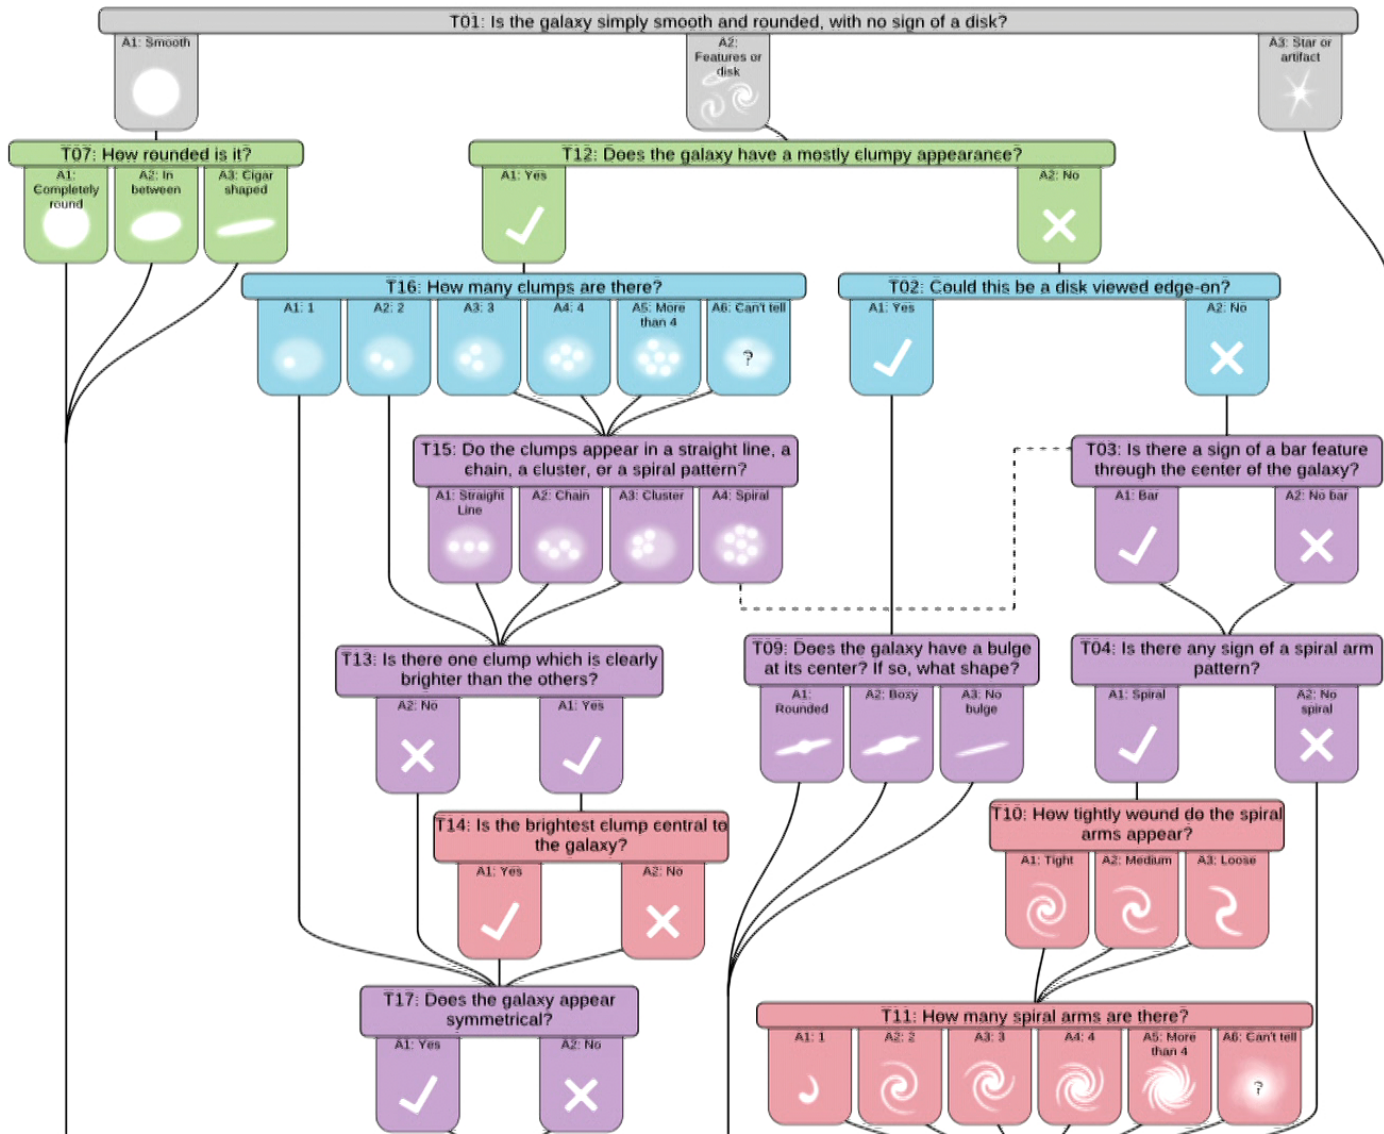 T01: Is the galaxy simply smooth and rounded, with no sign of a disk?
A1: Smooth
A2:
Features or
disk
A3: Star or
artifact
T07: How rounded is it?
A1:
Completely
round
A2: In
between
A3: Cigar
shaped
T12: Does the galaxy have a mostly clumpy appearance?
A1: Yes
A2: No
T16: How many clumps are there?
A1: 1
A2: 2
A3: 3
A4: 4
A5: More
than 4
A6: Can't tell
?
T02: Could this be a disk viewed edge-on?
A1: Yes
A2: No
T15: Do the clumps appear in a straight line, a
chain, a cluster, or a spiral pattern?
A1: Straight
Line
A2: Chain
A3: Cluster
A4: Spiral
T03: Is there a sign of a bar feature
through the center of the galaxy?
A1: Bar
A2: No bar
T13: Is there one clump which is clearly
brighter than the others?
A2: No
A1: Yes
T09: Does the galaxy have a bulge
at its center? If so, what shape?
A1:
Rounded
A2: Boxy
A3: No
bulge
T04: Is there any sign of a spiral arm
pattern?
A1: Spiral
A2: No
spiral
T14: Is the brightest clump central to
the galaxy?
A1: Yes
A2: No
T10: How tightly wound do the spiral
arms appear?
A1: Tight
A2: Medium
A3: Loose
T17: Does the galaxy appear
symmetrical?
A1: Yes
A2: No
T11: How many spiral arms are there?
A1: 1
A2: 2
A3: 3
A4: 4
A5: More
than 4
A6: Can't tell
?